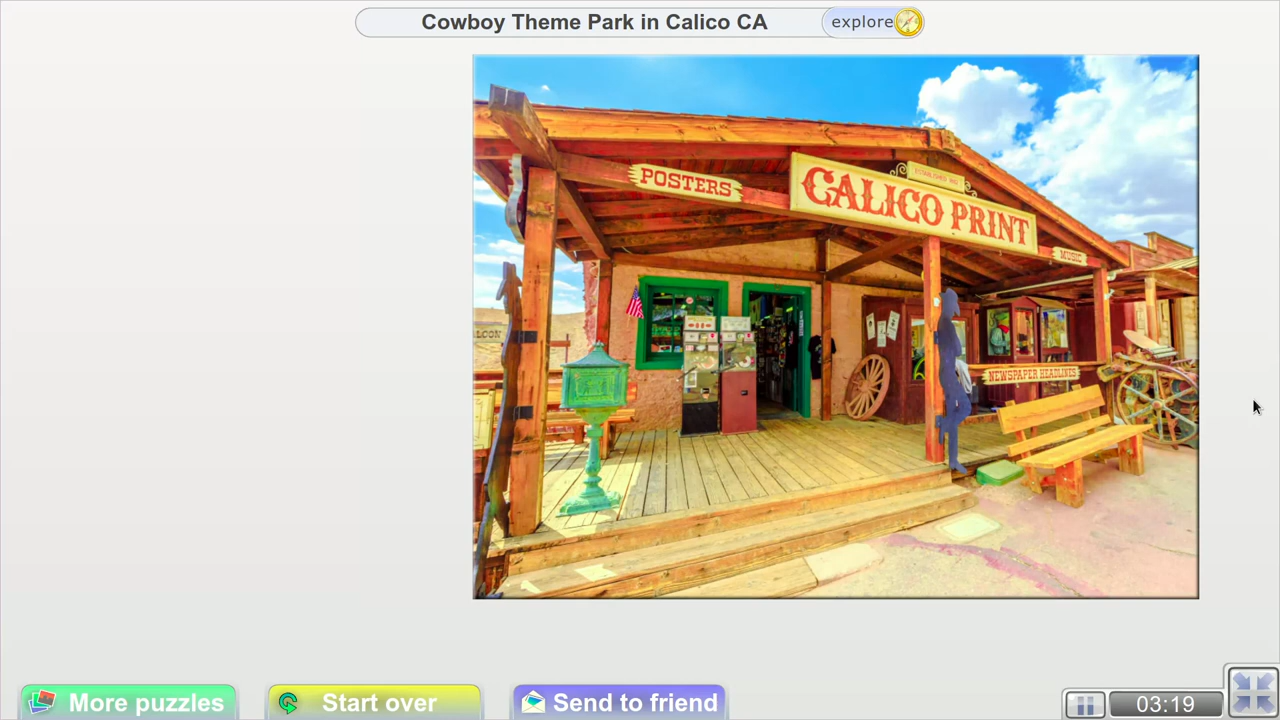 Cowboy Theme Park in Calico CA
explore
POSTERS
CALICO PRINT
MUSIC
NEWSPAPER HEADLINES
More puzzles
Start over
Send to friend
03:19